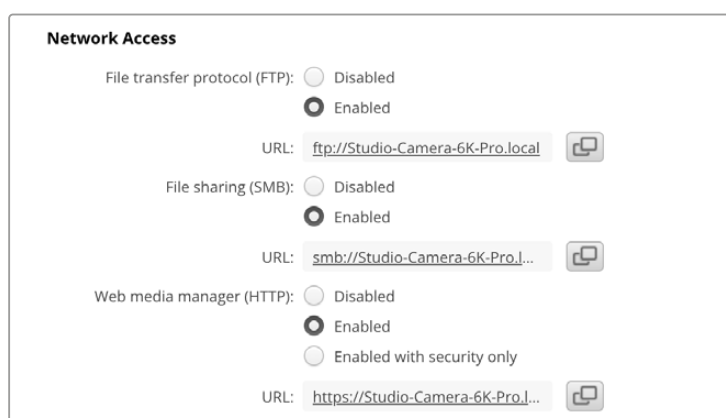 Network Access
File transfer protocol (FTP): Disabled
Enabled
URL: ftp://Studio-Camera-6K-Pro.local
File sharing (SMB): Disabled
Enabled
URL: smb://Studio-Camera-6K-Pro.l...
Web media manager (HTTP): Disabled
Enabled
Enabled with security only
URL: https://Studio-Camera-6K-Pro.l...